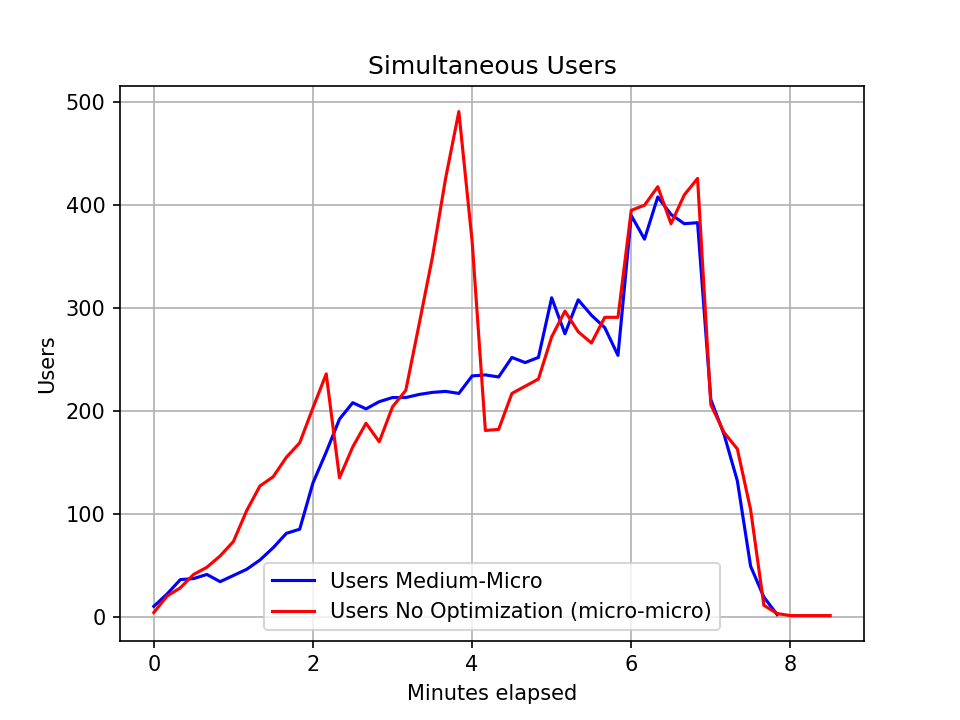 Simultaneous Users
500
400
300
200
100
0
Users
Users Medium-Micro
Users No Optimization (micro-micro)
0 2 4 6 8
Minutes elapsed